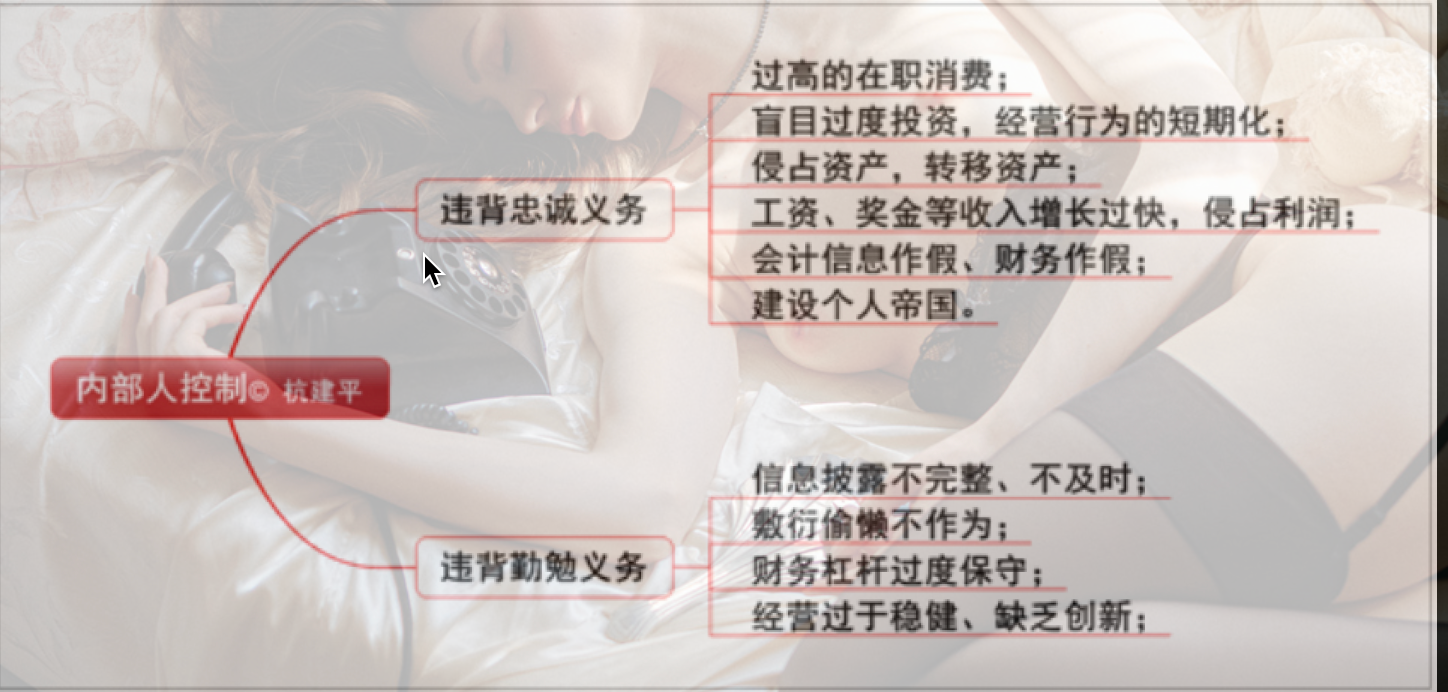 过高的在职消费；
盲目过度投资，经营行为的短期化；
侵占资产，转移资产；
违背忠诚义务
工资、奖金等收入增长过快，侵占利润；
会计信息作假、财务作假；
建设个人帝国。
内部人控制© 杭建平
信息披露不完整、不及时；
敷衍偷懒不作为；
违背勤勉义务
财务杠杆过度保守；
经营过于稳健、缺乏创新；